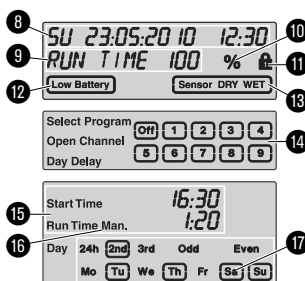 8 SU 23:05:2010 12:30
9 RUN TIME 100 % 10
11
12 Low Battery Sensor DRY WET 13
Select Program Off 1 2 3 4
Open Channel 14
Day Delay 5 6 7 8 9
15 Start Time 16:30
16 Run Time Man. 1:20
Day 24h 2nd 3rd Odd Even 17
Mo Tu We Th Fr Sa Su